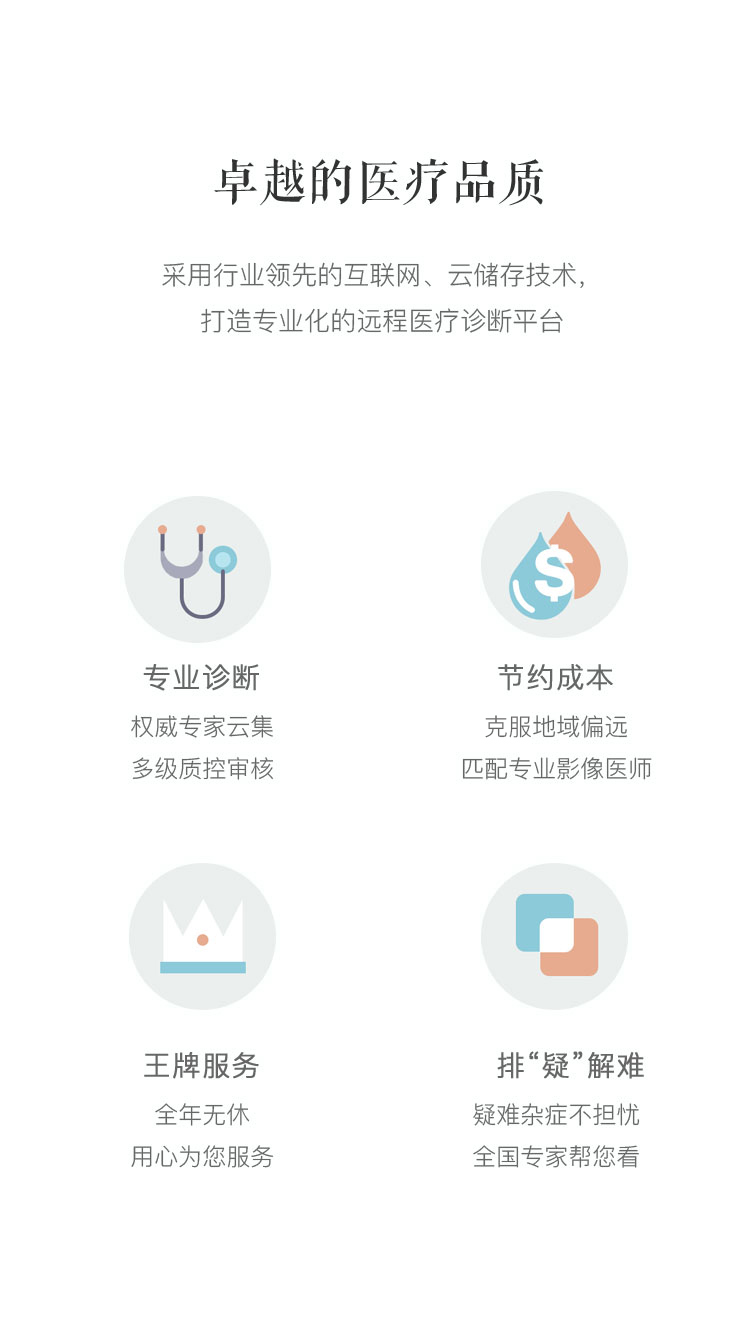 卓越的医疗品质
采用行业领先的互联网、云储存技术，
打造专业化的远程医疗诊断平台
$
专业诊断
权威专家云集
多级质控审核
节约成本
克服地域偏远
匹配专业影像医师
王牌服务
全年无休
用心为您服务
排“疑”解难
疑难杂症不担忧
全国专家帮您看